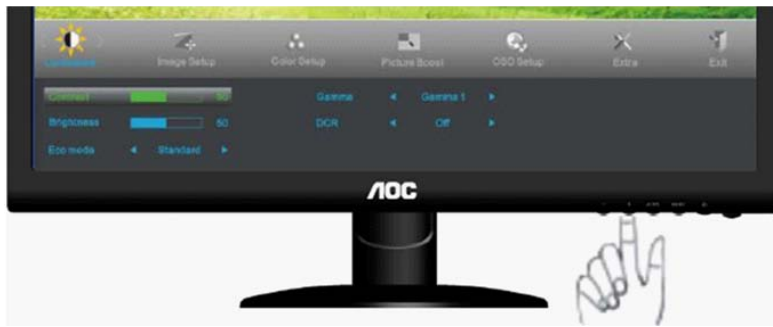 Luminance Image Setup Color Setup Picture Boost OSD Setup Extra Exit
Contrast 50 Gamma Gamma 1
Brightness 50 DCR Off
Eco mode Standard
AOC